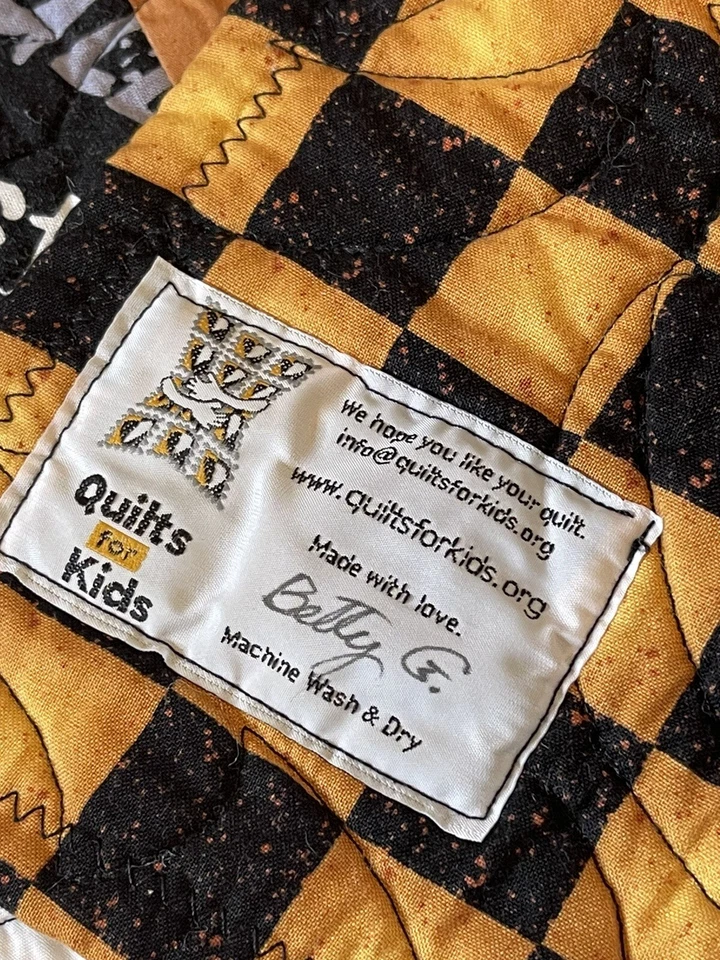 Quilts
for
Kids
We hope you like your quilt.
info@quiltsforkids.org
www.quiltsforkids.org
Made with love.
Betty G.
Machine Wash & Dry